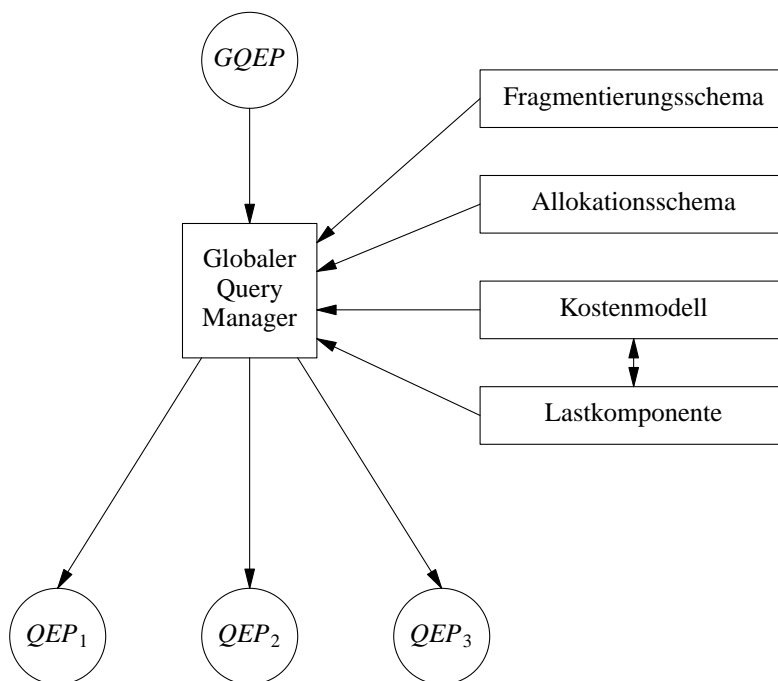 GQEP
Fragmentierungsschema
Allokationsschema
Globaler
Query
Manager
Kostenmodell
Lastkomponente
QEP₁
QEP₂
QEP₃